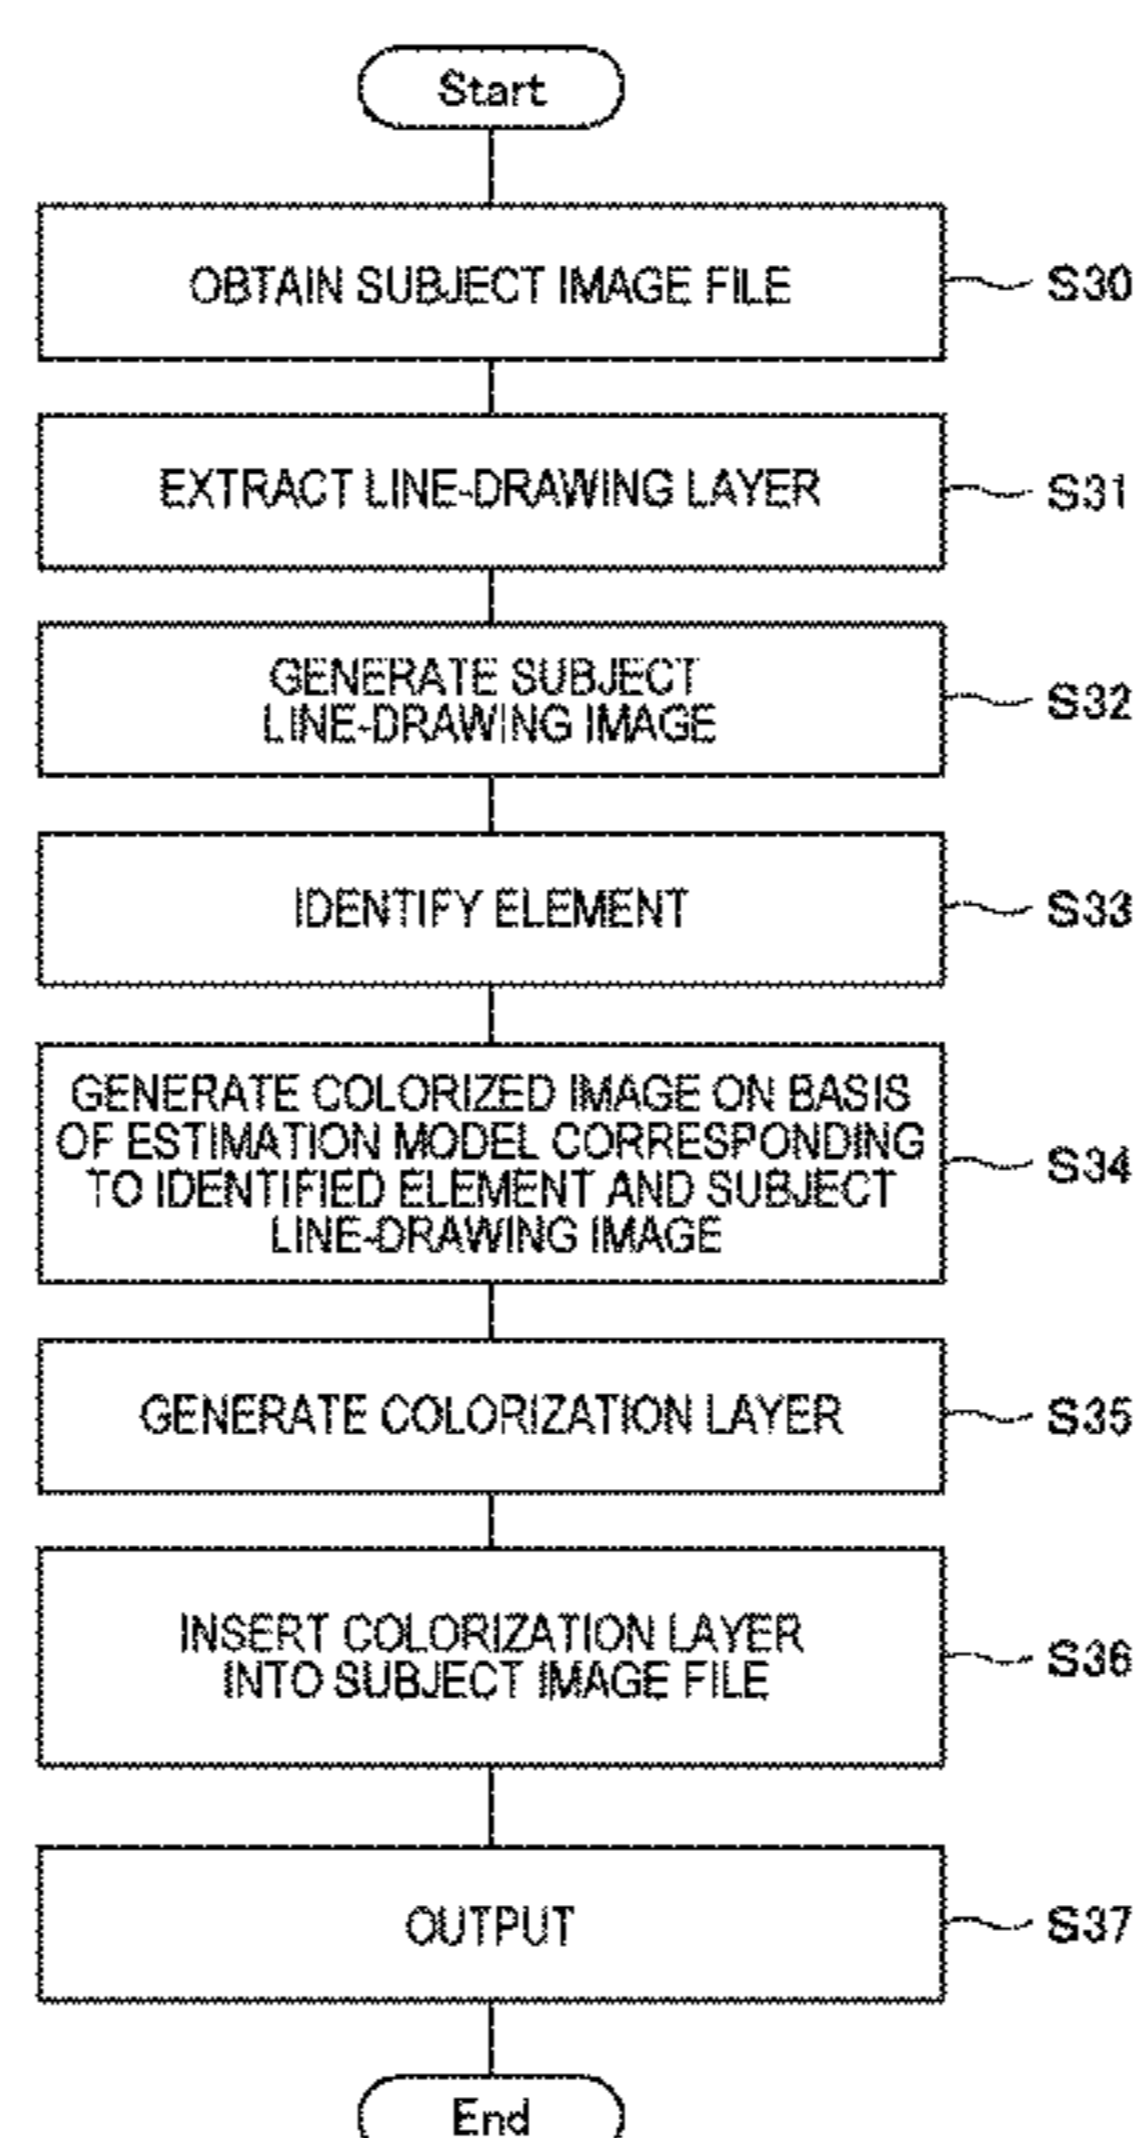 Start
OBTAIN SUBJECT IMAGE FILE
S30
EXTRACT LINE-DRAWING LAYER
S31
GENERATE SUBJECT
LINE-DRAWING IMAGE
S32
IDENTIFY ELEMENT
S33
GENERATE COLORIZED IMAGE ON BASIS
OF ESTIMATION MODEL CORRESPONDING
TO IDENTIFIED ELEMENT AND SUBJECT
LINE-DRAWING IMAGE
S34
GENERATE COLORIZATION LAYER
S35
INSERT COLORIZATION LAYER
INTO SUBJECT IMAGE FILE
S36
OUTPUT
S37
End